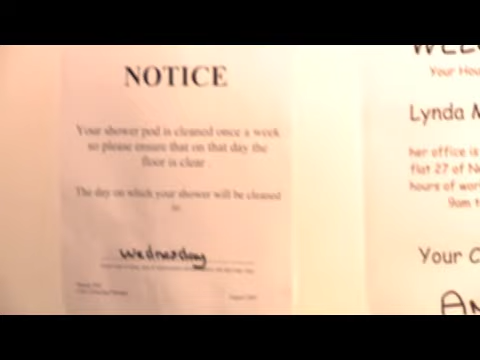 NOTICE
Your shower pod is cleaned once a week
so please ensure that on that day the
floor is clear
The day on which your shower will be cleaned
is
Wednesday
WEL
Your Hou
Lynda M
her office is
flat 27 of N
hours of wor
9am t
Your C
An